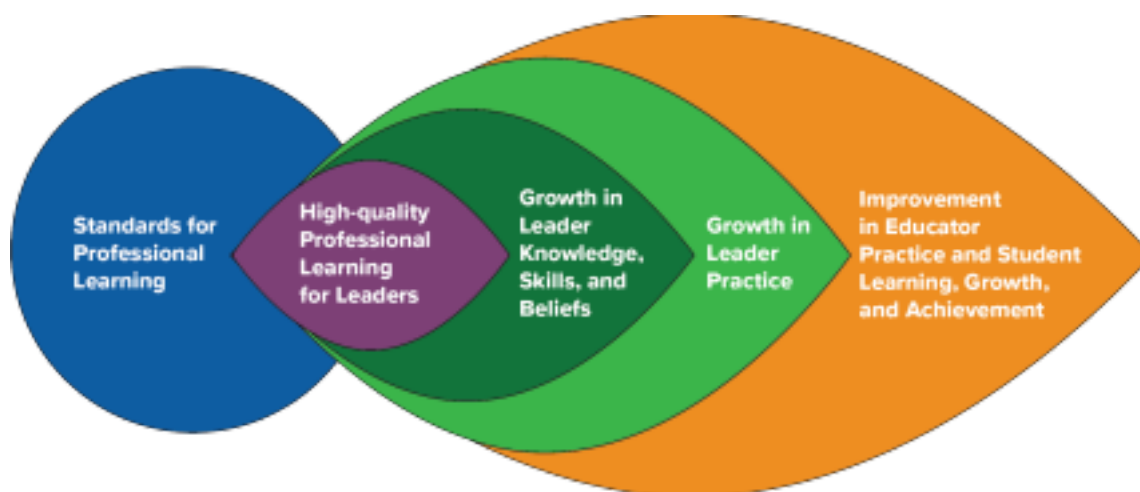 Standards for
Professional
Learning
High-quality
Professional
Learning
for Leaders
Growth in
Leader
Knowledge,
Skills, and
Beliefs
Growth in
Leader
Practice
Improvement
in Educator
Practice and Student
Learning, Growth,
and Achievement